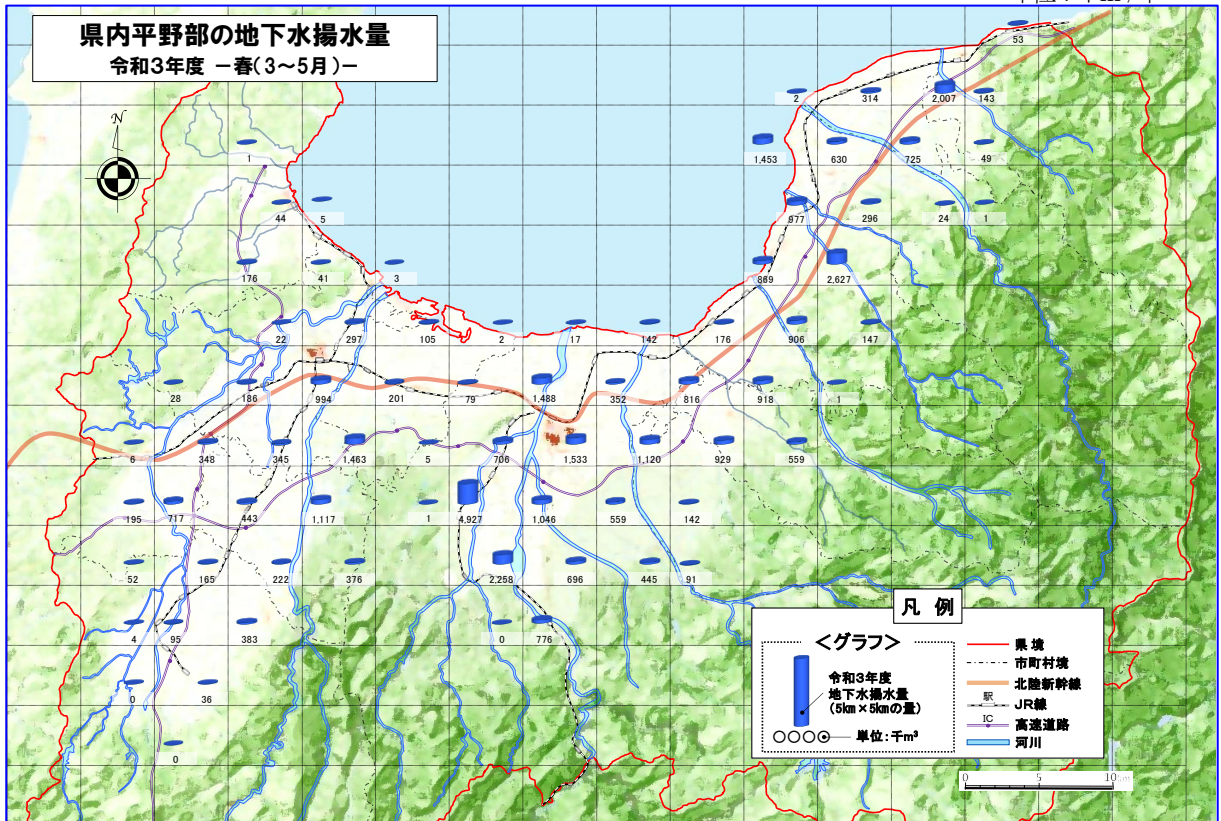 県内平野部の地下水揚水量
令和3年度 －春(3～5月)－
N
53
2 314 2,007 143
1 1,453 630 725 49
44 5 977 296 24 1
176 41 3 869 2,627
22 297 105 2 17 142 176 906 147
28 186 994 201 79 1,488 352 816 918
6 348 345 1,463 5 706 1,533 1,120 929 559
195 717 443 1,117 1 4,927 1,046 559 142
52 165 222 376 2,258 696 445 91
4 95 383 0 776
0 36
0
凡 例
＜グラフ＞
令和3年度
地下水揚水量
(5km×5kmの量)
○○○○ 単位：千m³
県境
市町村境
北陸新幹線
駅 JR線
IC 高速道路
河川
0 5 10km